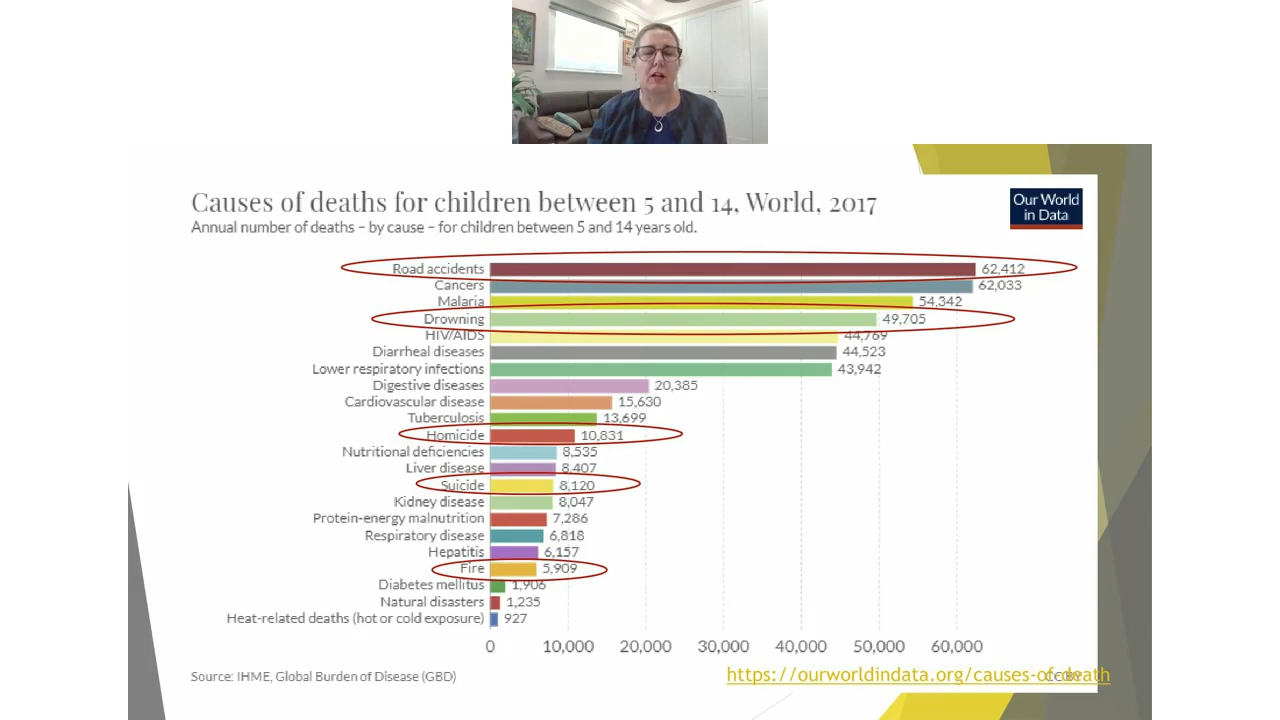 Causes of deaths for children between 5 and 14, World, 2017
Annual number of deaths – by cause – for children between 5 and 14 years old.
Our World
in Data
Road accidents 62,412
Cancers 62,033
Malaria 54,342
Drowning 49,705
HIV/AIDS 44,769
Diarrheal diseases 44,523
Lower respiratory infections 43,942
Digestive diseases 20,385
Cardiovascular disease 15,630
Tuberculosis 13,699
Homicide 10,831
Nutritional deficiencies 8,535
Liver disease 8,407
Suicide 8,120
Kidney disease 8,047
Protein-energy malnutrition 7,286
Respiratory disease 6,818
Hepatitis 6,157
Fire 5,909
Diabetes mellitus 1,906
Natural disasters 1,235
Heat-related deaths (hot or cold exposure) 927
0 10,000 20,000 30,000 40,000 50,000 60,000
Source: IHME, Global Burden of Disease (GBD)
https://ourworldindata.org/causes-of-death